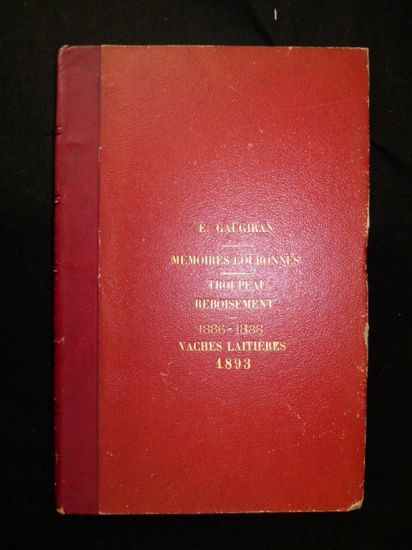 E. GAUGIRAN
MÉMOIRES COURONNÉS
TROUPEAU
REBOISEMENT
1886-1888
VACHES LAITIÈRES
1893